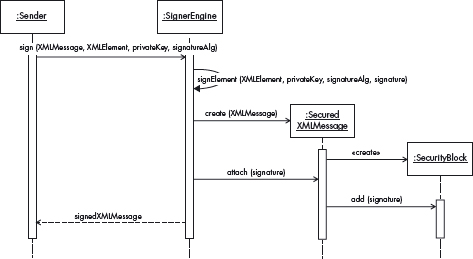 :Sender
:SignerEngine
sign (XMLMessage, XMLElement, privateKey, signatureAlg)
signElement (XMLElement, privateKey, signatureAlg, signature)
create (XMLMessage)
:Secured
XMLMessage
«create»
:SecurityBlock
attach (signature)
add (signature)
signedXMLMessage